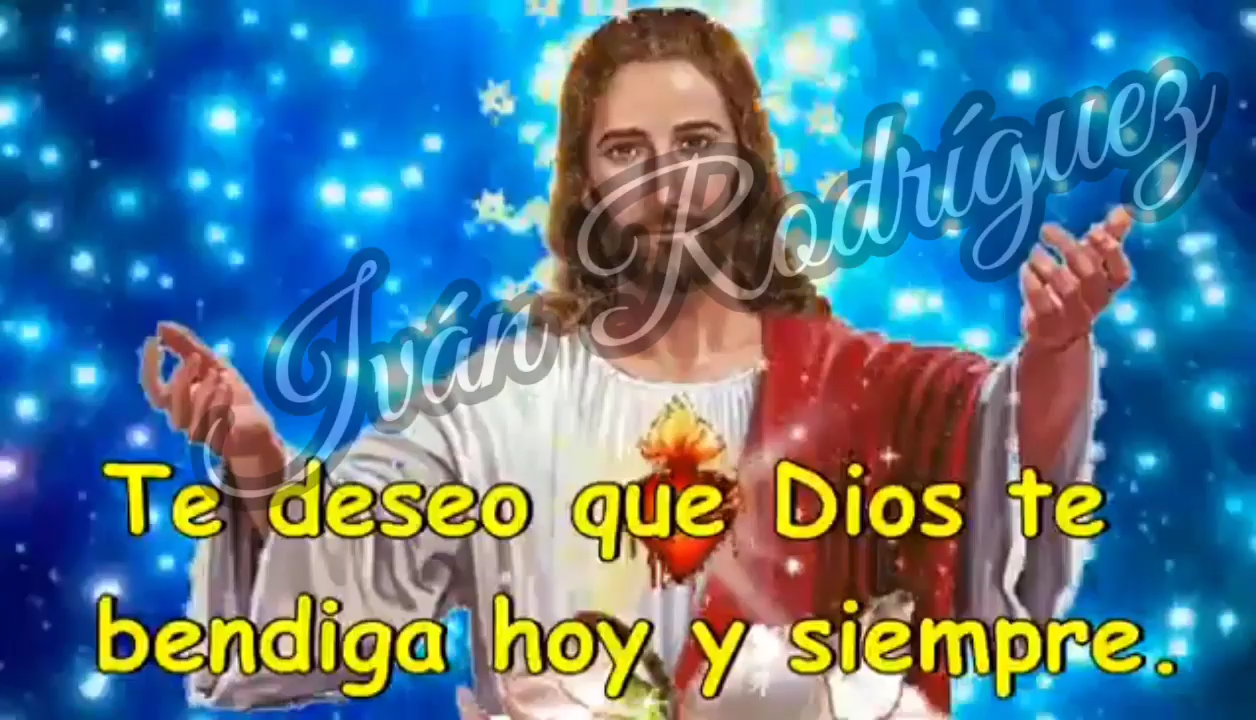 Iván Rodríguez
Te deseo que Dios te
bendiga hoy y siempre.